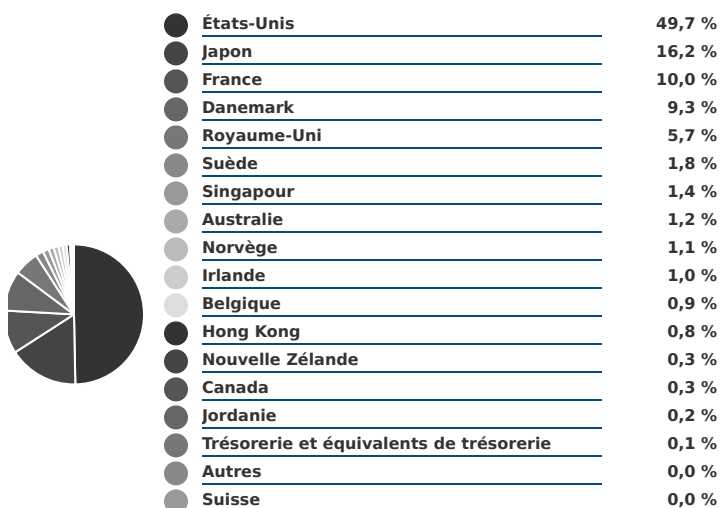 États-Unis 49,7 %
Japon 16,2 %
France 10,0 %
Danemark 9,3 %
Royaume-Uni 5,7 %
Suède 1,8 %
Singapour 1,4 %
Australie 1,2 %
Norvège 1,1 %
Irlande 1,0 %
Belgique 0,9 %
Hong Kong 0,8 %
Nouvelle Zélande 0,3 %
Canada 0,3 %
Jordanie 0,2 %
Trésorerie et équivalents de trésorerie 0,1 %
Autres 0,0 %
Suisse 0,0 %